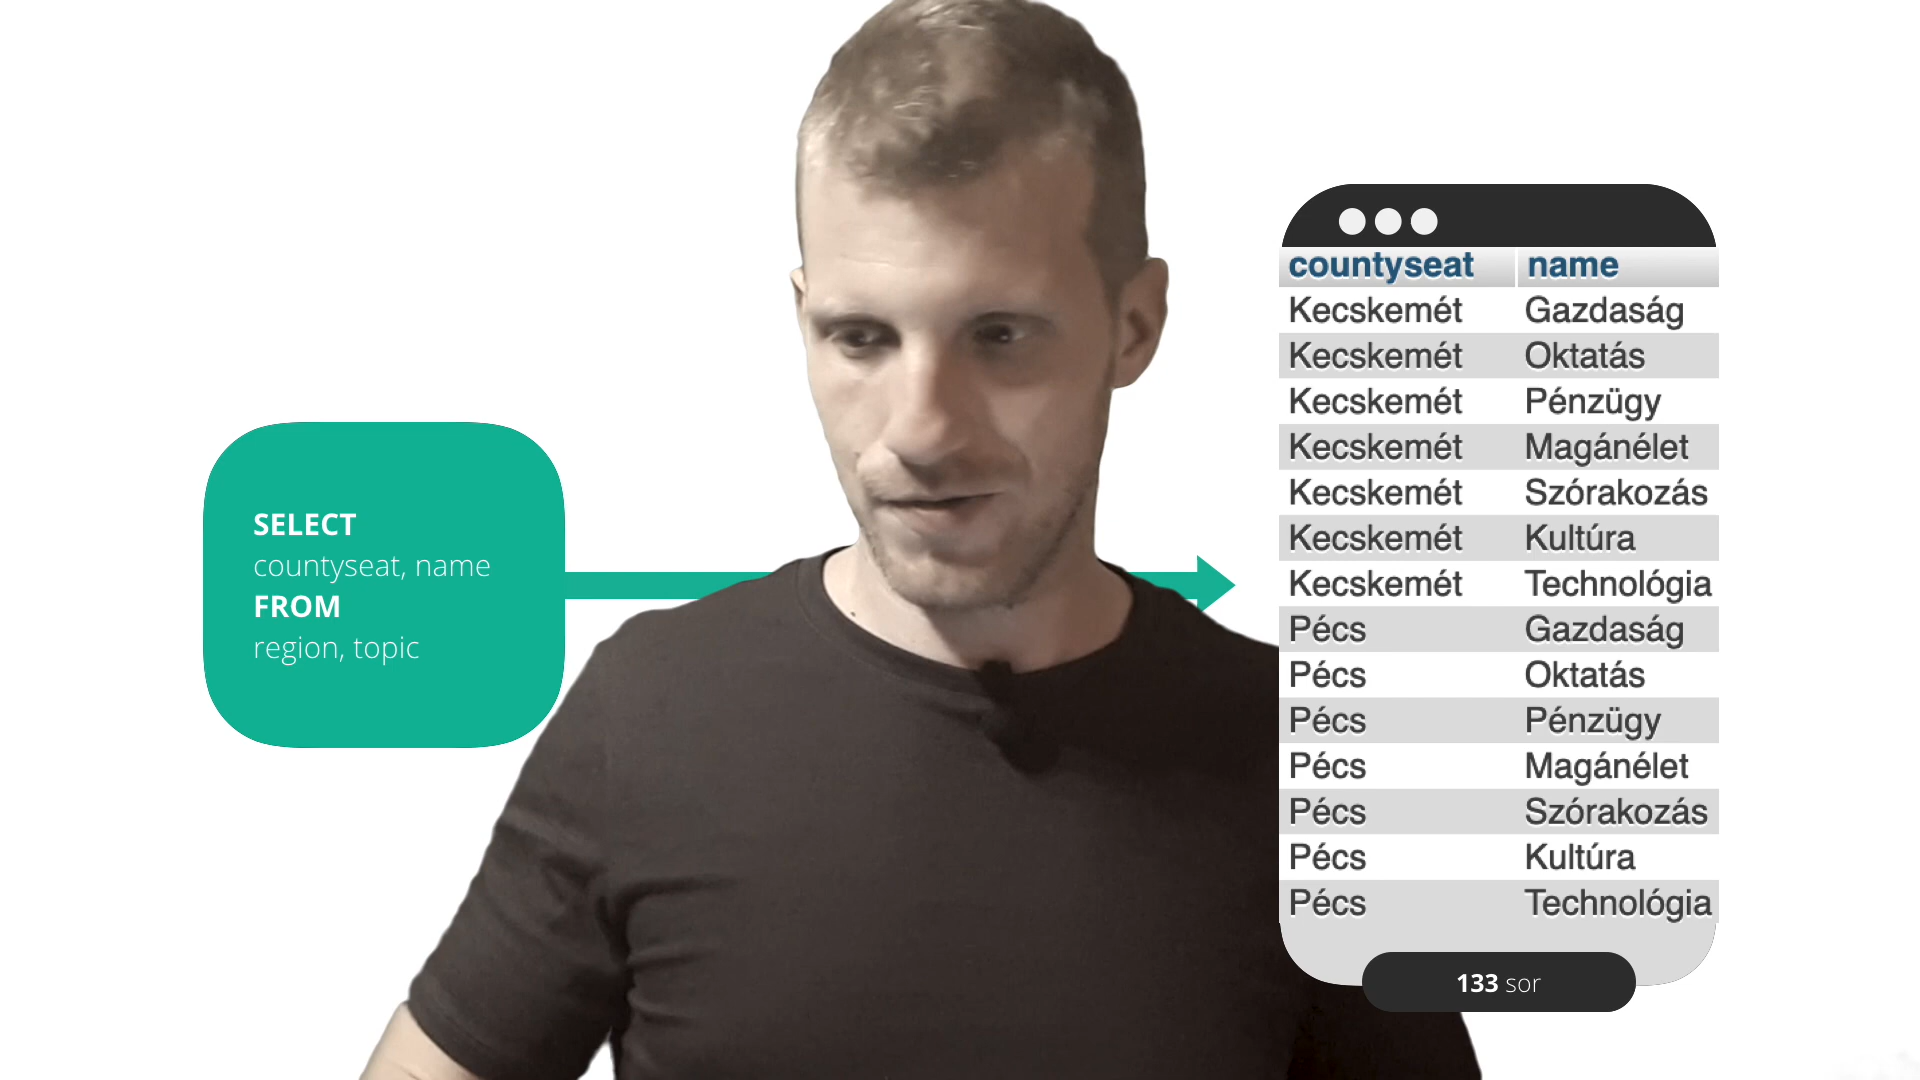 SELECT
countyseat, name
FROM
region, topic
countyseat name
Kecskemét Gazdaság
Kecskemét Oktatás
Kecskemét Pénzügy
Kecskemét Magánélet
Kecskemét Szórakozás
Kecskemét Kultúra
Kecskemét Technológia
Pécs Gazdaság
Pécs Oktatás
Pécs Pénzügy
Pécs Magánélet
Pécs Szórakozás
Pécs Kultúra
Pécs Technológia
133 sor